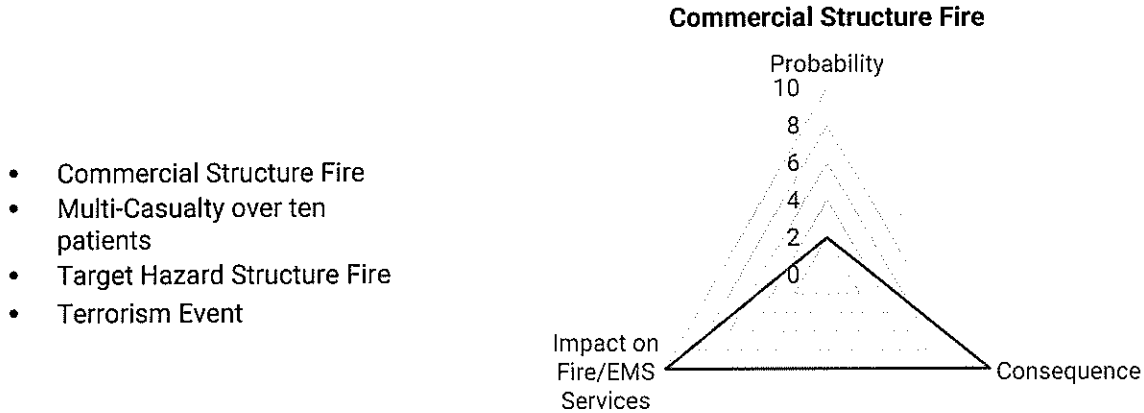 • Commercial Structure Fire
• Multi-Casualty over ten
patients
• Target Hazard Structure Fire
• Terrorism Event
Commercial Structure Fire
Probability
10
8
6
4
2
0
Impact on
Fire/EMS
Services
Consequence